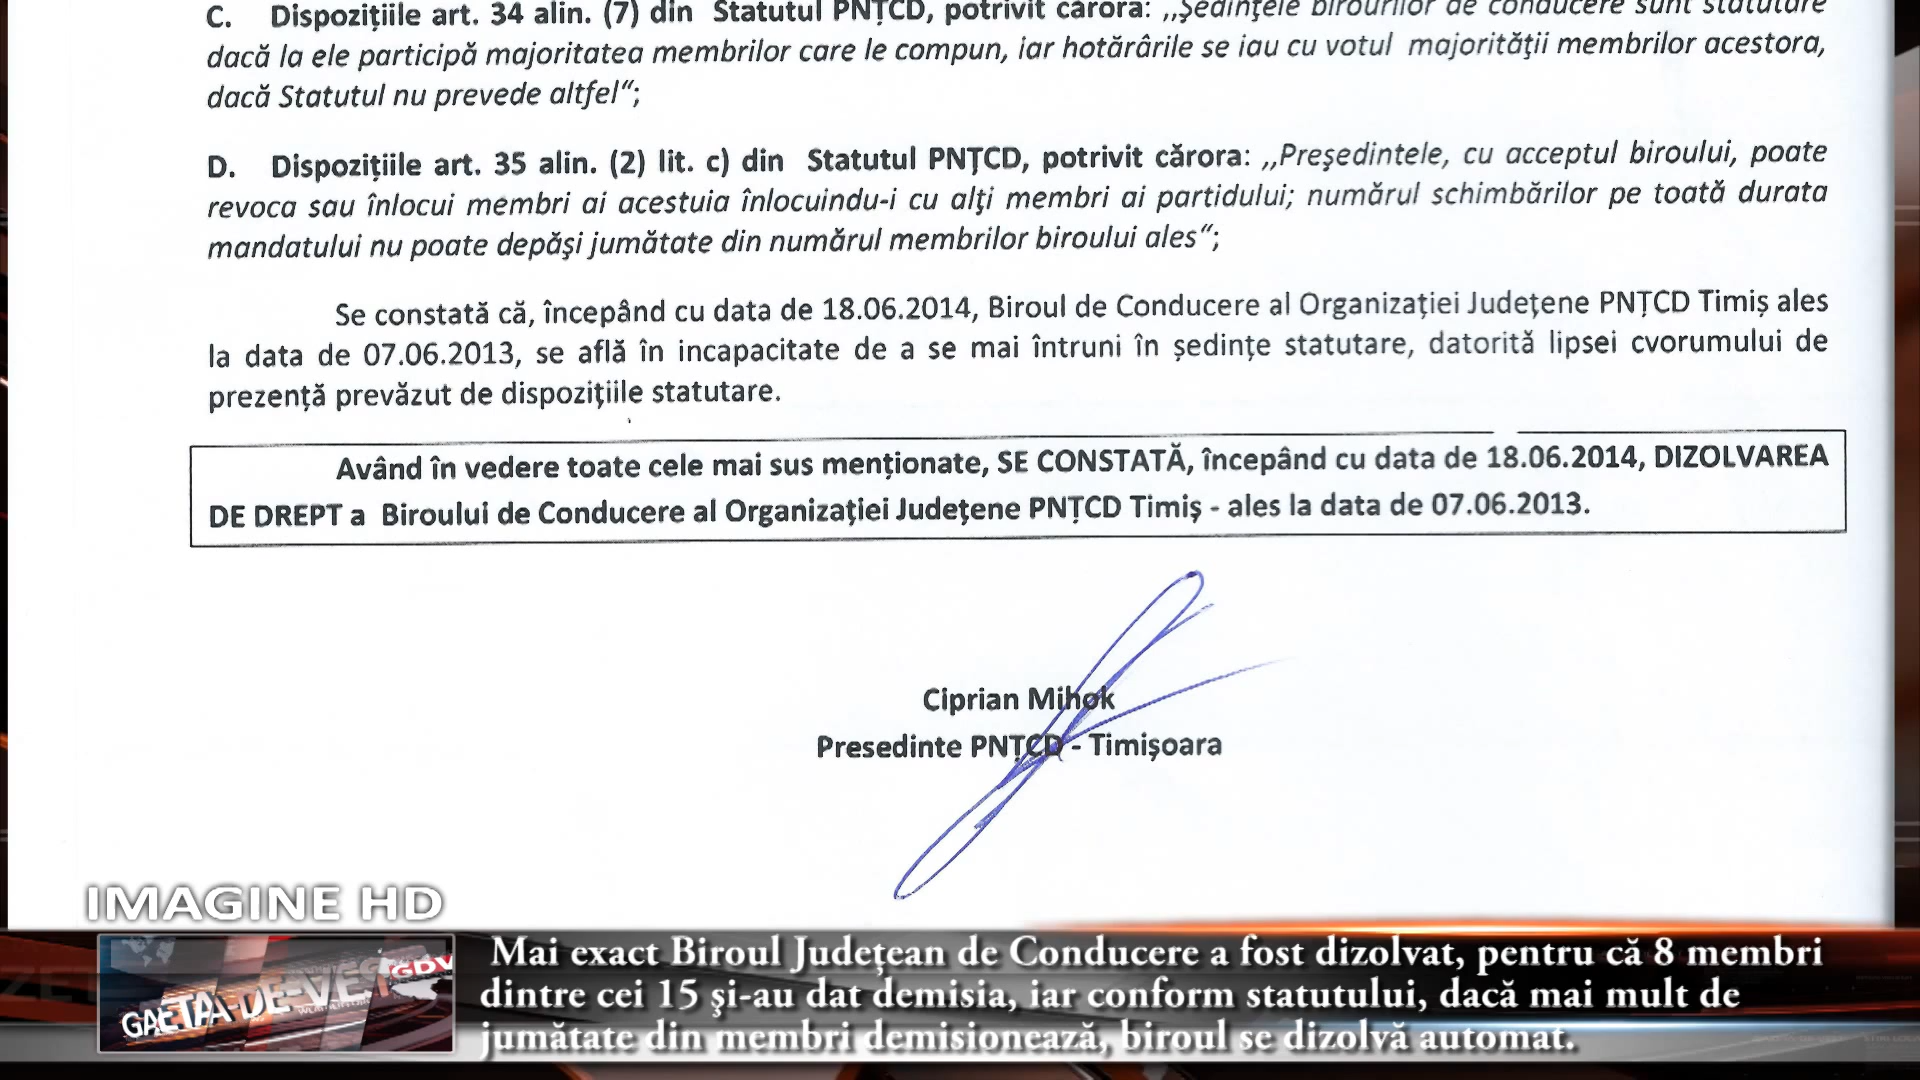 C. Dispozițiile art. 34 alin. (7) din Statutul PNȚCD, potrivit cărora: ,,Şedinţele birourilor de conducere sunt statutare
dacă la ele participă majoritatea membrilor care le compun, iar hotărârile se iau cu votul majorităţii membrilor acestora,
dacă Statutul nu prevede altfel“;
D. Dispozițiile art. 35 alin. (2) lit. c) din Statutul PNȚCD, potrivit cărora: ,,Preşedintele, cu acceptul biroului, poate
revoca sau înlocui membri ai acestuia înlocuindu-i cu alţi membri ai partidului; numărul schimbărilor pe toată durata
mandatului nu poate depăşi jumătate din numărul membrilor biroului ales“;
Se constată că, începând cu data de 18.06.2014, Biroul de Conducere al Organizației Județene PNȚCD Timiș ales
la data de 07.06.2013, se află în incapacitate de a se mai întruni în ședințe statutare, datorită lipsei cvorumului de
prezență prevăzut de dispozițiile statutare.
Având în vedere toate cele mai sus menționate, SE CONSTATĂ, începând cu data de 18.06.2014, DIZOLVAREA
DE DREPT a Biroului de Conducere al Organizației Județene PNȚCD Timiș - ales la data de 07.06.2013.
Ciprian Mihok
Presedinte PNȚCD - Timișoara
IMAGINE HD
GAZETA-DE-VEST
GDV
Mai exact Biroul Județean de Conducere a fost dizolvat, pentru că 8 membri
dintre cei 15 şi-au dat demisia, iar conform statutului, dacă mai mult de
jumătate din membri demisionează, biroul se dizolvă automat.